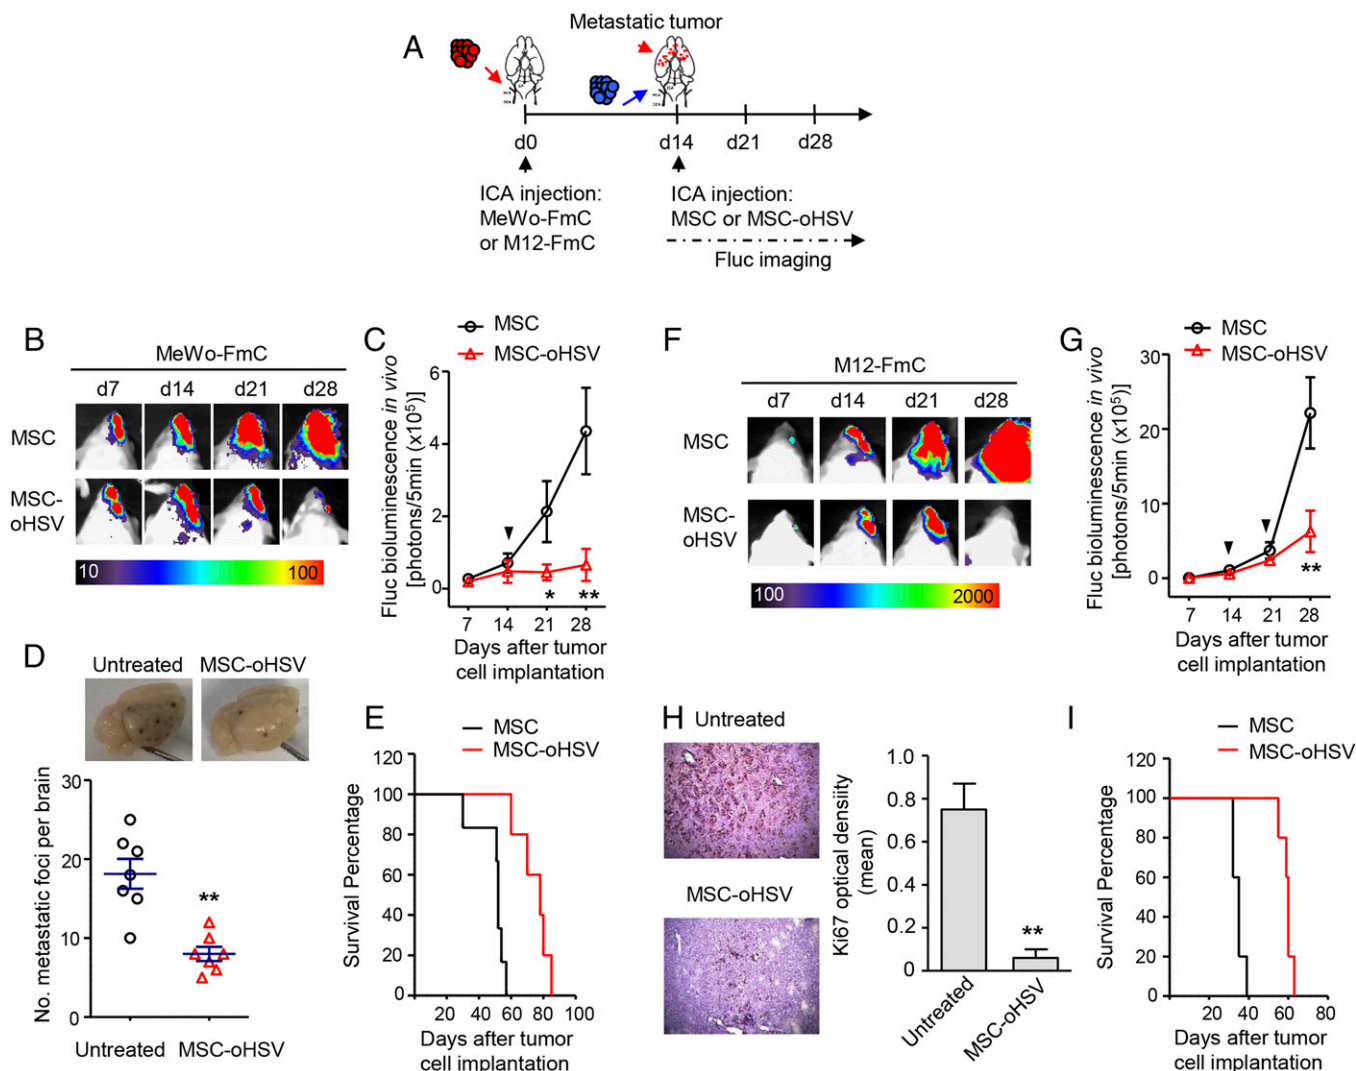 A
Metastatic tumor
d0
d14
d21
d28
ICA injection:
MeWo-FmC
or M12-FmC
ICA injection:
MSC or MSC-oHSV
Fluc imaging
B
MeWo-FmC
d7
d14
d21
d28
MSC
MSC-
oHSV
10
100
C
MSC
MSC-oHSV
Fluc bioluminescence in vivo
[photons/5min (x10⁵)]
6
4
2
0
*
**
7
14
21
28
Days after tumor
cell implantation
F
M12-FmC
d7
d14
d21
d28
MSC
MSC-
oHSV
100
2000
G
MSC
MSC-oHSV
Fluc bioluminescence in vivo
[photons/5min (x10⁵)]
30
20
10
0
**
7
14
21
28
Days after tumor
cell implantation
D
Untreated
MSC-oHSV
No. metastatic foci per brain
30
20
10
0
**
Untreated
MSC-oHSV
E
MSC
MSC-oHSV
Survival Percentage
120
100
80
60
40
20
0
20
40
60
80
100
Days after tumor
cell implantation
H
Untreated
MSC-oHSV
Ki67 optical densiity
(mean)
1.0
0.8
0.6
0.4
0.2
0
**
Untreated
MSC-oHSV
I
MSC
MSC-oHSV
Survival Percentage
120
100
80
60
40
20
0
20
40
60
80
Days after tumor
cell implantation